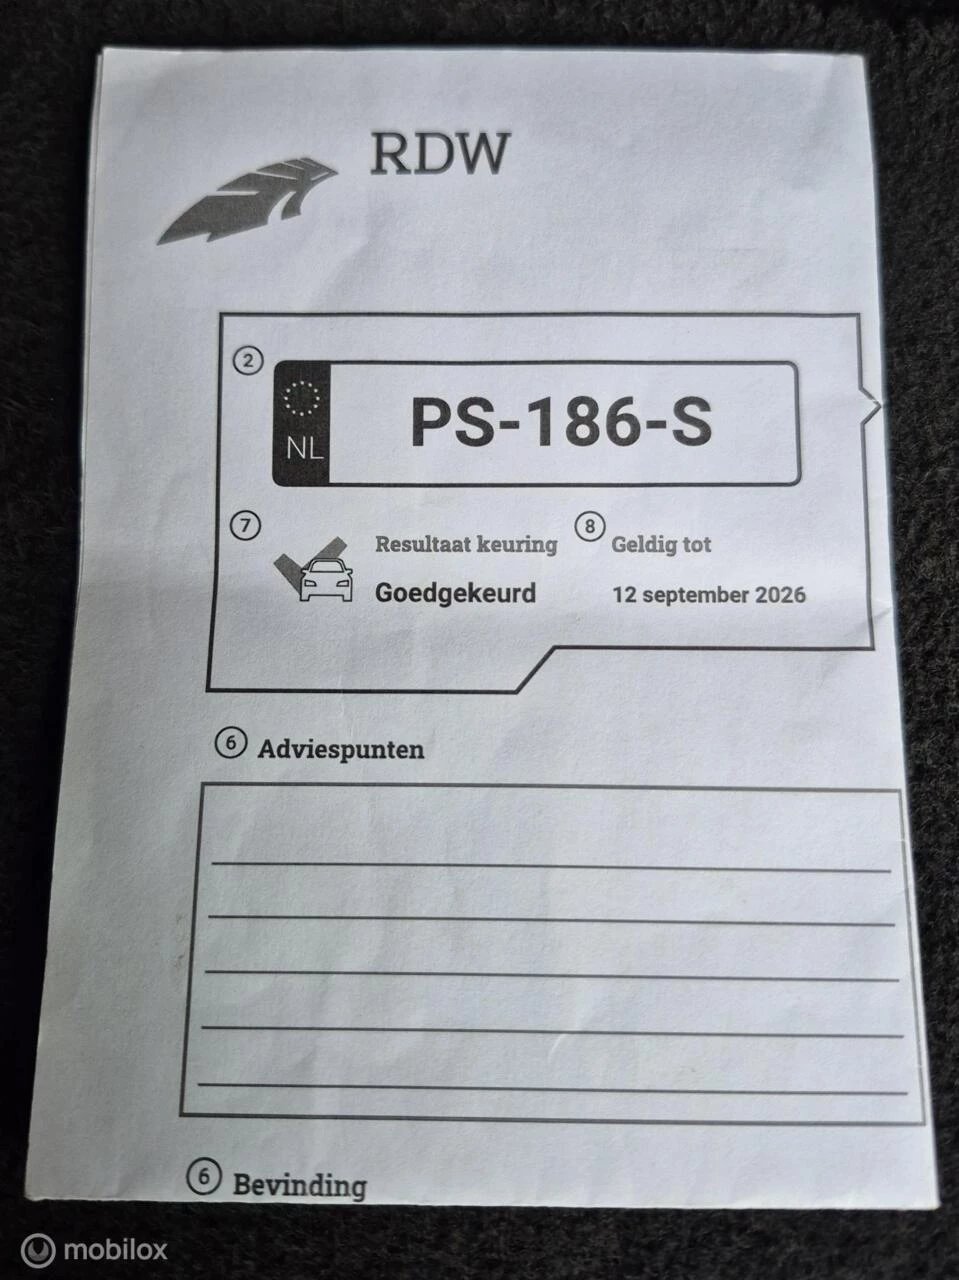 RDW
2
NL
PS-186-S
7
Resultaat keuring
8
Geldig tot
Goedgekeurd
12 september 2026
6 Adviespunten
6 Bevinding
mobilox